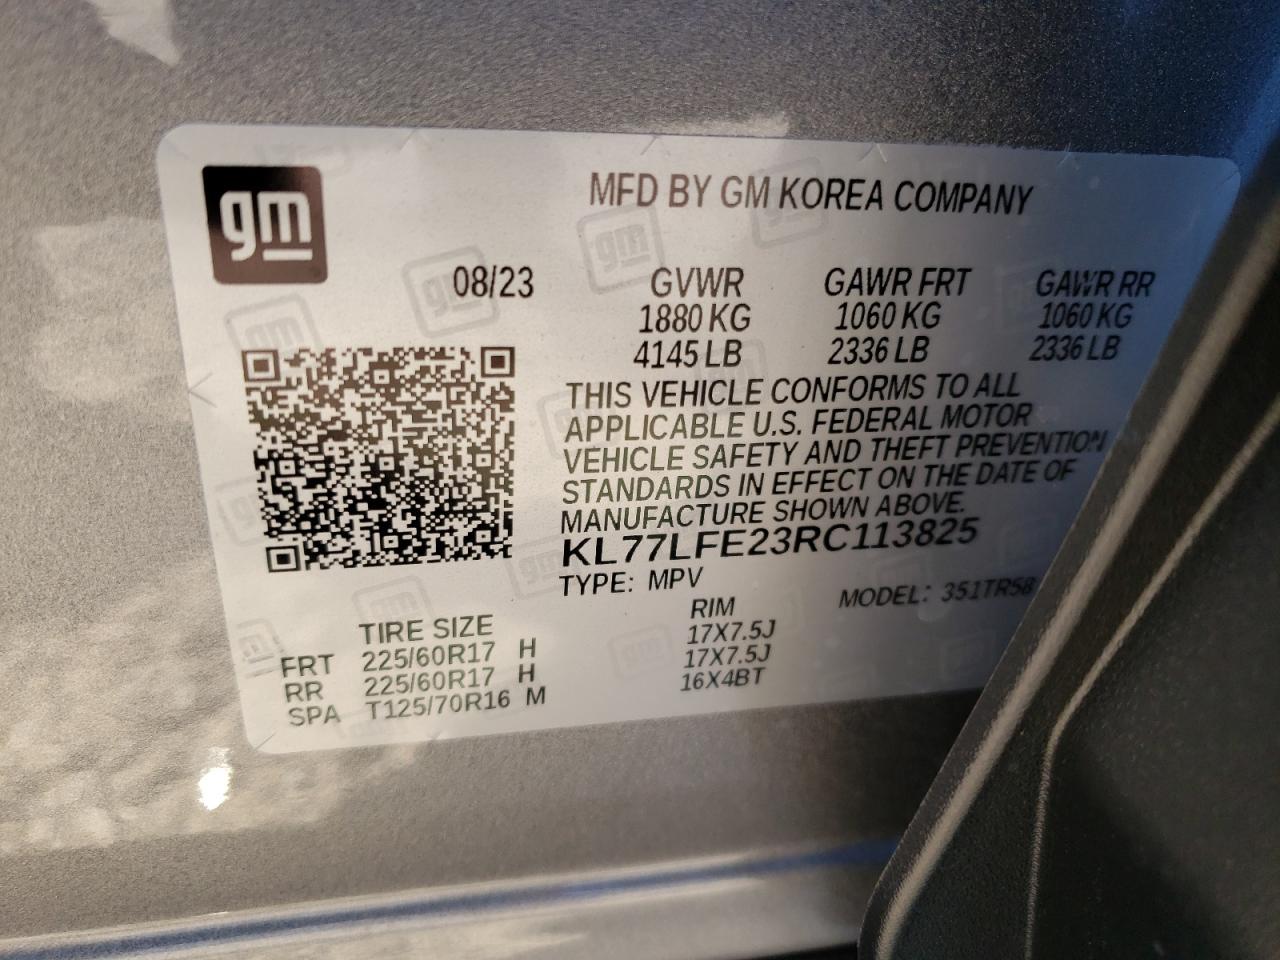 gm
MFD BY GM KOREA COMPANY
08/23 GVWR GAWR FRT GAWR RR
1880 KG 1060 KG 1060 KG
4145 LB 2336 LB 2336 LB
THIS VEHICLE CONFORMS TO ALL
APPLICABLE U.S. FEDERAL MOTOR
VEHICLE SAFETY AND THEFT PREVENTION
STANDARDS IN EFFECT ON THE DATE OF
MANUFACTURE SHOWN ABOVE.
KL77LFE23RC113825
TYPE: MPV MODEL: 351TR58
TIRE SIZE RIM
FRT 225/60R17 H 17X7.5J
RR 225/60R17 H 17X7.5J
SPA T125/70R16 M 16X4BT